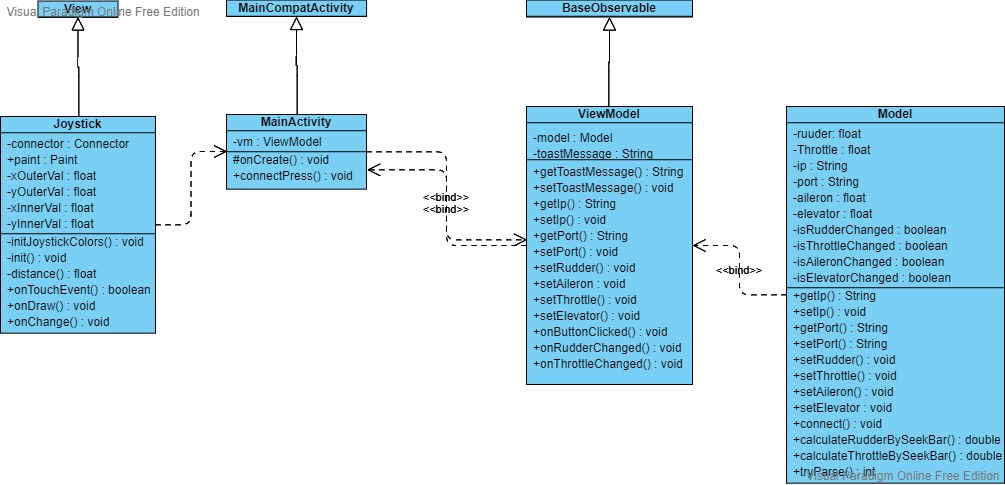 Visual Paradigm Online Free Edition
View
MainCompatActivity
BaseObservable
Joystick
-connector : Connector
+paint : Paint
-xOuterVal : float
-yOuterVal : float
-xInnerVal : float
-yInnerVal : float
-initJoystickColors() : void
-init() : void
-distance() : float
+onTouchEvent() : boolean
+onDraw() : void
+onChange() : void
MainActivity
-vm : ViewModel
#onCreate() : void
+connectPress() : void
<<bind>>
<<bind>>
ViewModel
-model : Model
-toastMessage : String
+getToastMessage() : String
+setToastMessage() : void
+getIp() : String
+setIp() : void
+getPort() : String
+setPort() : void
+setRudder() : void
+setAileron : void
+setThrottle() : void
+setElevator() : void
+onButtonClicked() : void
+onRudderChanged() : void
+onThrottleChanged() : void
<<bind>>
Model
-ruuder: float
-Throttle : float
-ip : String
-port : String
-aileron : float
-elevator : float
-isRudderChanged : boolean
-isThrottleChanged : boolean
-isAileronChanged : boolean
-isElevatorChanged : boolean
+getIp() : String
+setIp() : void
+getPort() : String
+setPort() : String
+setRudder() : void
+setThrottle() : void
+setAileron() : void
+setElevator : void
+connect() : void
+calculateRudderBySeekBar() : double
+calculateThrottleBySeekBar() : double
+tryParse() : int
Visual Paradigm Online Free Edition